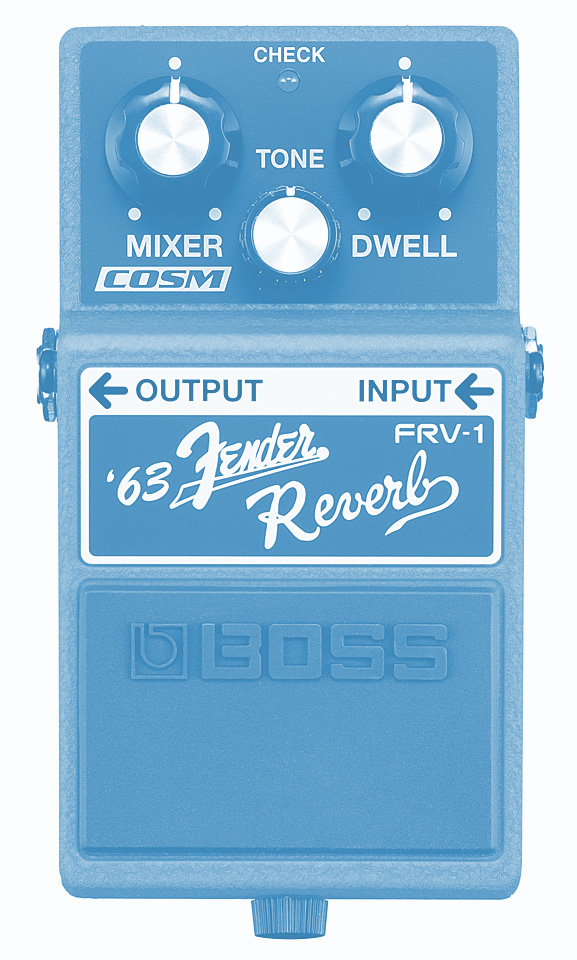 CHECK
TONE
MIXER
DWELL
COSM
OUTPUT
INPUT
FRV-1
'63 Fender
Reverb
BOSS